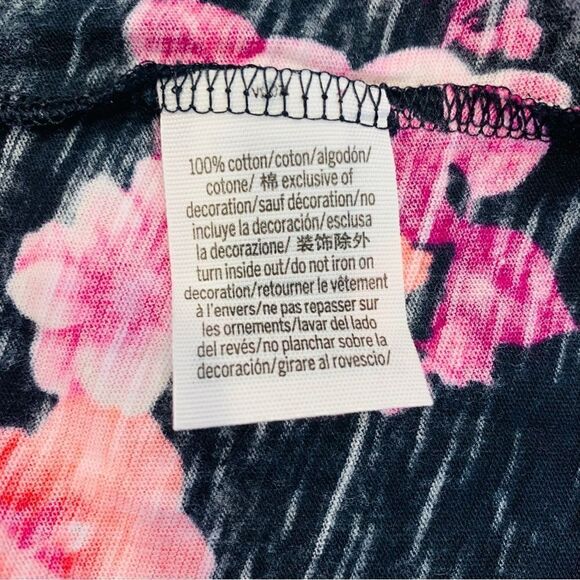 100% cotton/coton/algodón/
cotone/ 棉 exclusive of
decoration/sauf décoration/no
incluye la decoración/esclusa
la decorazione/ 装饰除外
turn inside out/do not iron on
decoration/retourner le vêtement
à l'envers/ne pas repasser sur
les ornements/lavar del lado
del revés/no planchar sobre la
decoración/girare al rovescio/